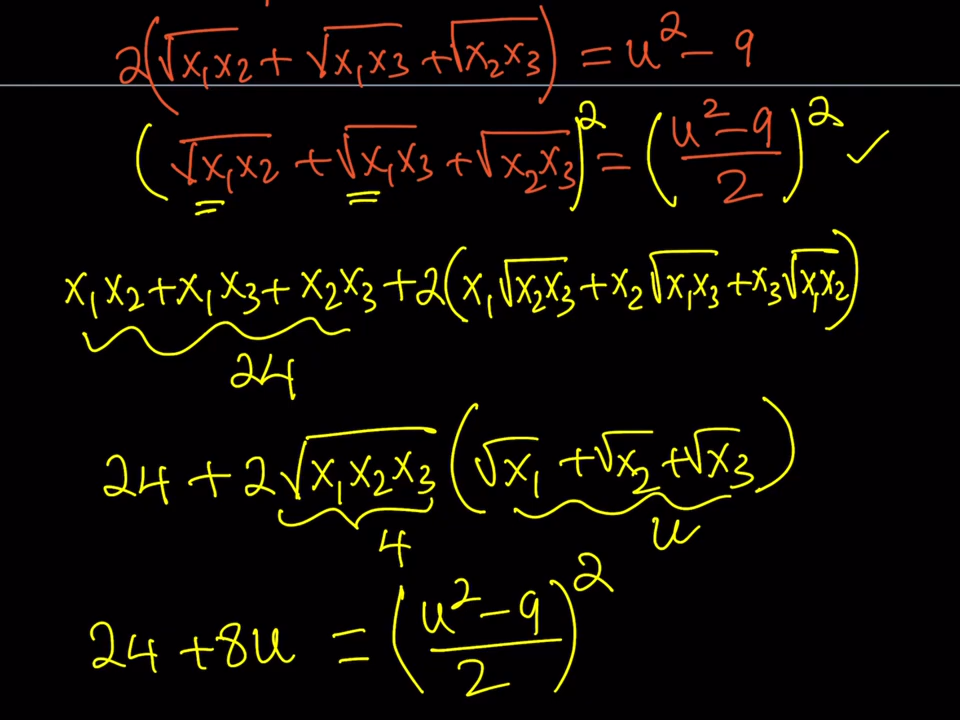 2(√x₁x₂ + √x₁x₃ + √x₂x₃) = u² - 9
(√x₁x₂ + √x₁x₃ + √x₂x₃)² = (u² - 9 / 2)² ✓
x₁x₂ + x₁x₃ + x₂x₃ + 2(x₁√x₂x₃ + x₂√x₁x₃ + x₃√x₁x₂)
24
24 + 2√x₁x₂x₃ (√x₁ + √x₂ + √x₃)
4 u
24 + 8u = (u² - 9 / 2)²